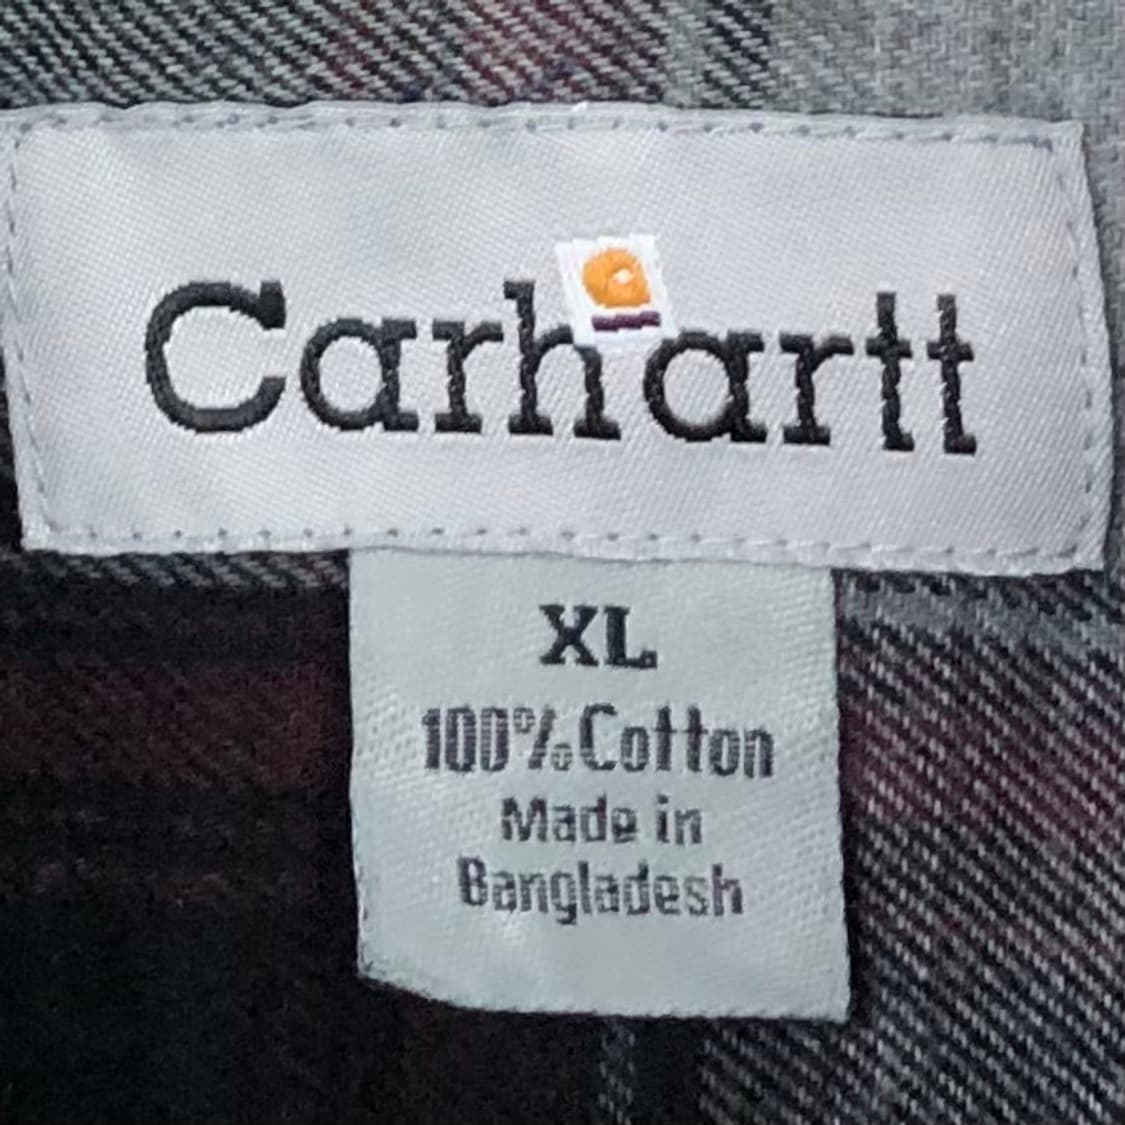 Carhartt
XL
100% Cotton
Made in
Bangladesh